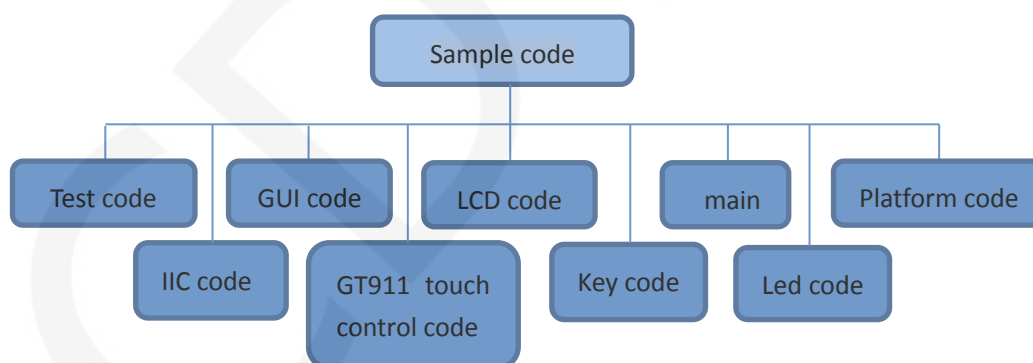 Sample code
Test code
GUI code
LCD code
main
Platform code
IIC code
GT911 touch
control code
Key code
Led code